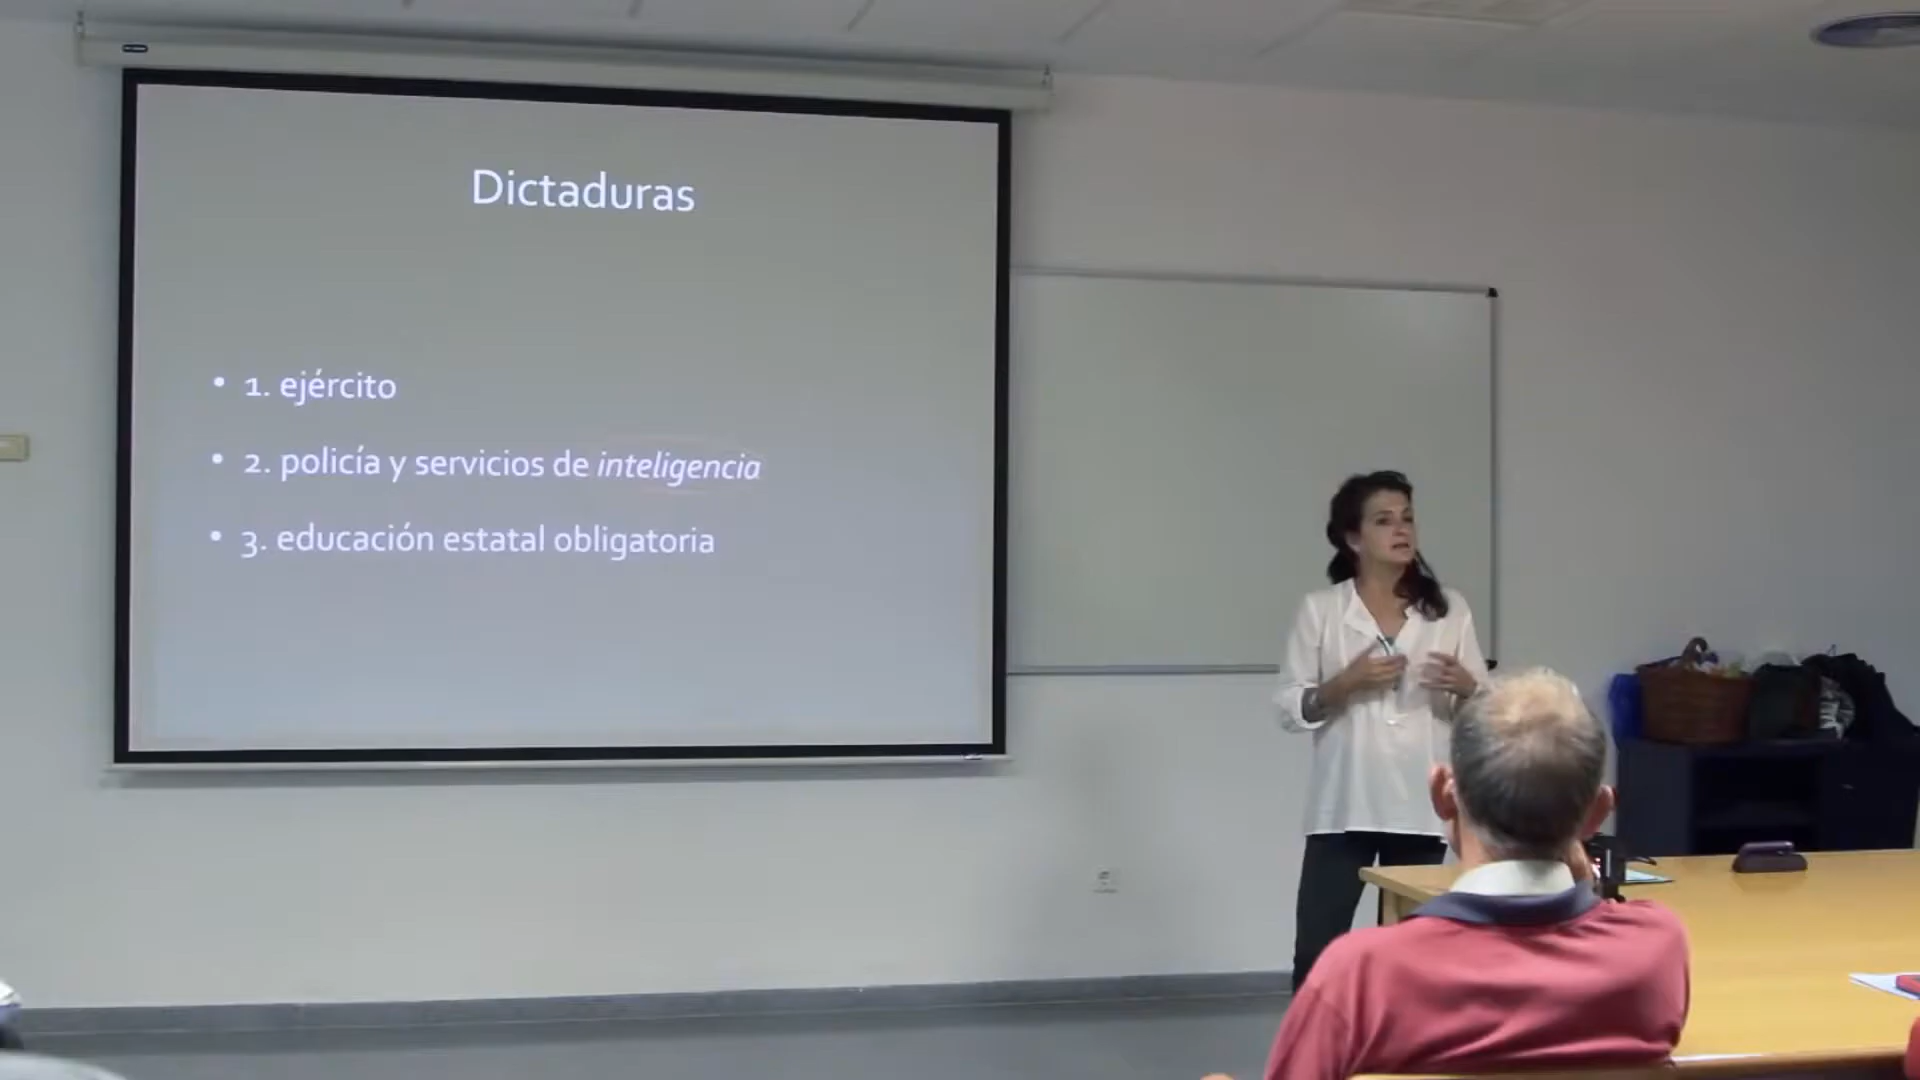 Dictaduras
• 1. ejército
• 2. policía y servicios de inteligencia
• 3. educación estatal obligatoria